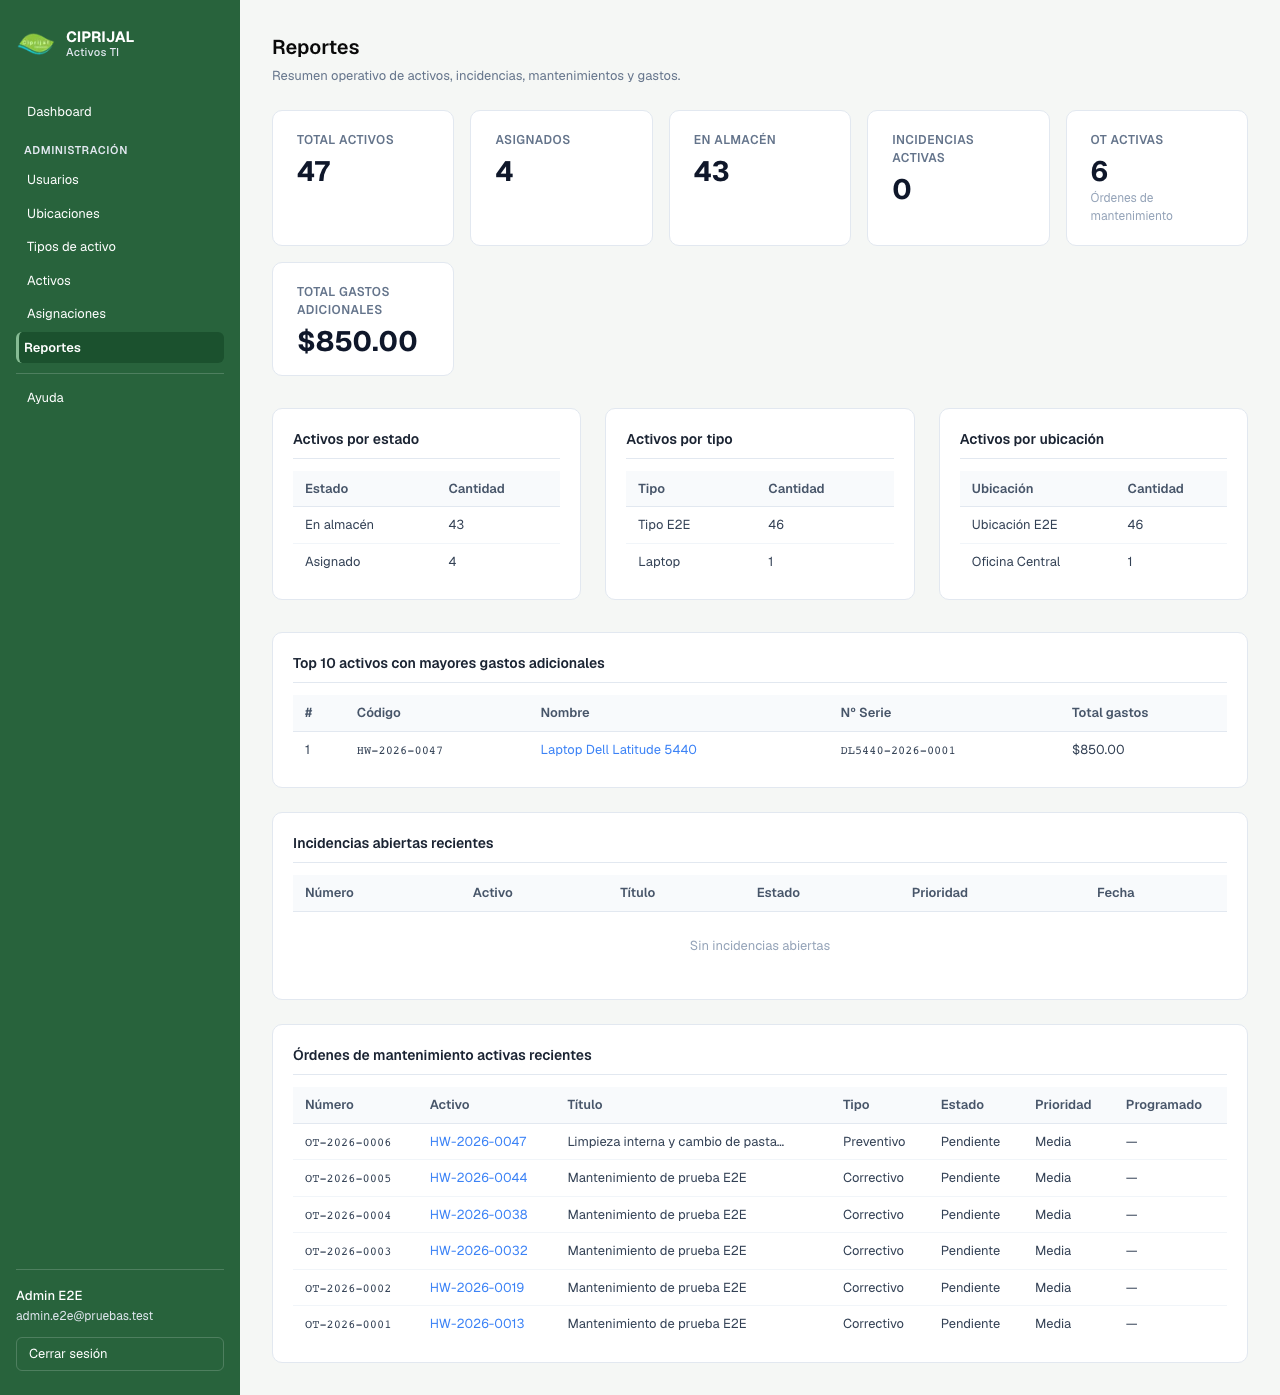 CIPRIJAL
Activos TI
Dashboard
ADMINISTRACIÓN
Usuarios
Ubicaciones
Tipos de activo
Activos
Asignaciones
Reportes
Ayuda
Admin E2E
admin.e2e@pruebas.test
Cerrar sesión
Reportes
Resumen operativo de activos, incidencias, mantenimientos y gastos.
TOTAL ACTIVOS
47
ASIGNADOS
4
EN ALMACÉN
43
INCIDENCIAS
ACTIVAS
0
OT ACTIVAS
6
Órdenes de
mantenimiento
TOTAL GASTOS
ADICIONALES
$850.00
Activos por estado
Estado Cantidad
En almacén 43
Asignado 4
Activos por tipo
Tipo Cantidad
Tipo E2E 46
Laptop 1
Activos por ubicación
Ubicación Cantidad
Ubicación E2E 46
Oficina Central 1
Top 10 activos con mayores gastos adicionales
# Código Nombre Nº Serie Total gastos
1 HW-2026-0047 Laptop Dell Latitude 5440 DL5440-2026-0001 $850.00
Incidencias abiertas recientes
Número Activo Título Estado Prioridad Fecha
Sin incidencias abiertas
Órdenes de mantenimiento activas recientes
Número Activo Título Tipo Estado Prioridad Programado
OT-2026-0006 HW-2026-0047 Limpieza interna y cambio de pasta… Preventivo Pendiente Media —
OT-2026-0005 HW-2026-0044 Mantenimiento de prueba E2E Correctivo Pendiente Media —
OT-2026-0004 HW-2026-0038 Mantenimiento de prueba E2E Correctivo Pendiente Media —
OT-2026-0003 HW-2026-0032 Mantenimiento de prueba E2E Correctivo Pendiente Media —
OT-2026-0002 HW-2026-0019 Mantenimiento de prueba E2E Correctivo Pendiente Media —
OT-2026-0001 HW-2026-0013 Mantenimiento de prueba E2E Correctivo Pendiente Media —